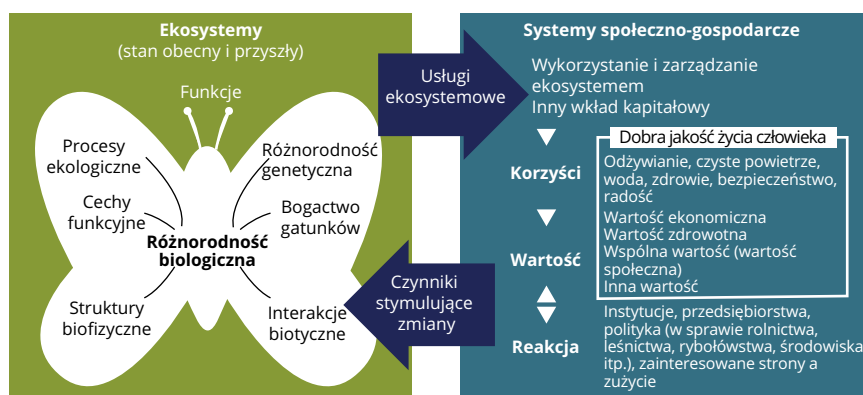 Ekosystemy
(stan obecny i przyszły)
Funkcje
Procesy
ekologiczne
Różnorodność
genetyczna
Cechy
funkcyjne
Bogactwo
gatunków
Różnorodność
biologiczna
Struktury
biofizyczne
Interakcje
biotyczne
Usługi
ekosystemowe
Czynniki
stymulujące
zmiany
Systemy społeczno-gospodarcze
Wykorzystanie i zarządzanie
ekosystemem
Inny wkład kapitałowy
Dobra jakość życia człowieka
Korzyści
Odżywianie, czyste powietrze,
woda, zdrowie, bezpieczeństwo,
radość
Wartość
Wartość ekonomiczna
Wartość zdrowotna
Wspólna wartość (wartość
społeczna)
Inna wartość
Reakcja
Instytucje, przedsiębiorstwa,
polityka (w sprawie rolnictwa,
leśnictwa, rybołówstwa, środowiska
itp.), zainteresowane strony a
zużycie